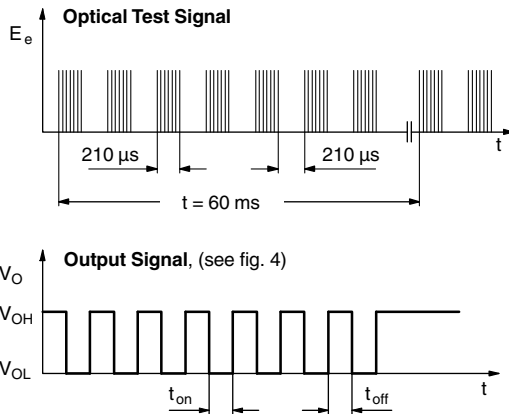 Optical Test Signal
E e
210 µs
210 µs
t
t = 60 ms
Output Signal, (see fig. 4)
VO
VOH
VOL
t
ton
toff